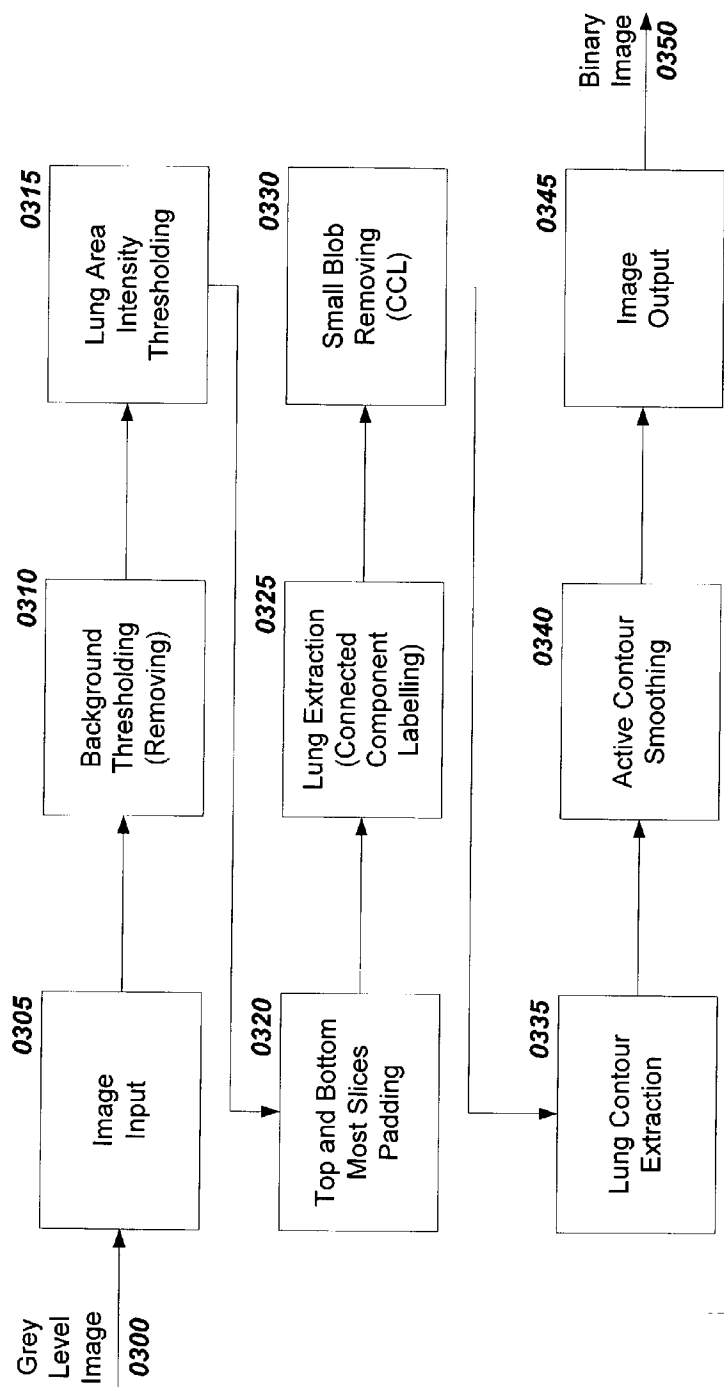 Grey
Level
Image
0300
0305
Image
Input
0310
Background
Thresholding
(Removing)
0315
Lung Area
Intensity
Thresholding
0320
Top and Bottom
Most Slices
Padding
0325
Lung Extraction
(Connected
Component
Labelling)
0330
Small Blob
Removing
(CCL)
0335
Lung Contour
Extraction
0340
Active Contour
Smoothing
0345
Image
Output
Binary
Image
0350